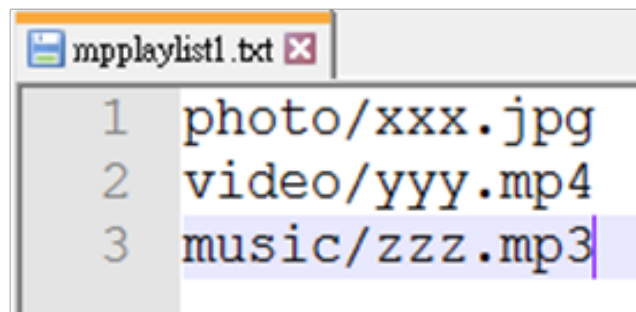 mpplaylist1.txt
1 photo/xxx.jpg
2 video/yyy.mp4
3 music/zzz.mp3